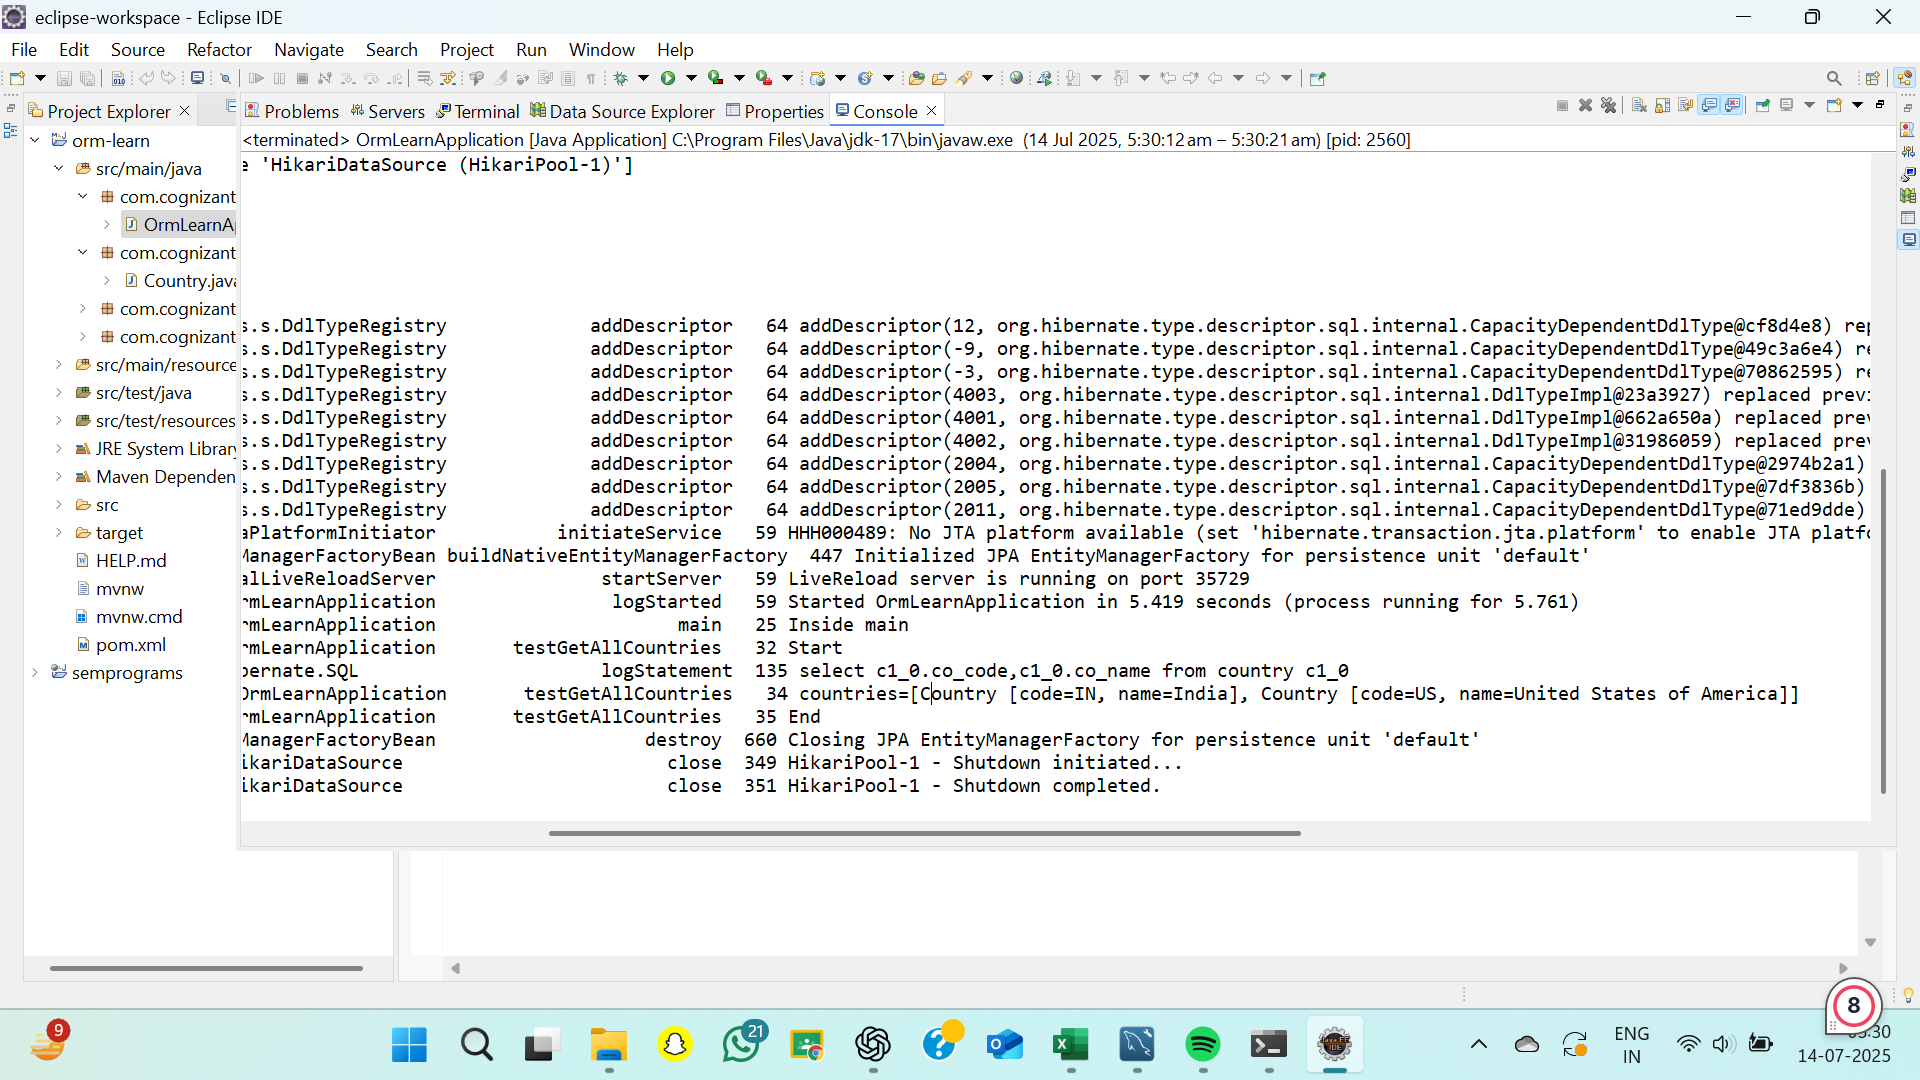 eclipse-workspace - Eclipse IDE
File Edit Source Refactor Navigate Search Project Run Window Help
Project Explorer Problems Servers Terminal Data Source Explorer Properties Console
<terminated> OrmLearnApplication [Java Application] C:\Program Files\Java\jdk-17\bin\javaw.exe (14 Jul 2025, 5:30:12 am – 5:30:21 am) [pid: 2560]
orm-learn
src/main/java
com.cognizant
OrmLearnA
com.cognizant
Country.java
com.cognizant
com.cognizant
src/main/resource
src/test/java
src/test/resources
JRE System Library
Maven Dependen
src
target
HELP.md
mvnw
mvnw.cmd
pom.xml
semprograms
e 'HikariDataSource (HikariPool-1)']
s.s.DdlTypeRegistry addDescriptor 64 addDescriptor(12, org.hibernate.type.descriptor.sql.internal.CapacityDependentDdlType@cf8d4e8) rep
s.s.DdlTypeRegistry addDescriptor 64 addDescriptor(-9, org.hibernate.type.descriptor.sql.internal.CapacityDependentDdlType@49c3a6e4) re
s.s.DdlTypeRegistry addDescriptor 64 addDescriptor(-3, org.hibernate.type.descriptor.sql.internal.CapacityDependentDdlType@70862595) re
s.s.DdlTypeRegistry addDescriptor 64 addDescriptor(4003, org.hibernate.type.descriptor.sql.internal.DdlTypeImpl@23a3927) replaced previ
s.s.DdlTypeRegistry addDescriptor 64 addDescriptor(4001, org.hibernate.type.descriptor.sql.internal.DdlTypeImpl@662a650a) replaced prev
s.s.DdlTypeRegistry addDescriptor 64 addDescriptor(4002, org.hibernate.type.descriptor.sql.internal.DdlTypeImpl@31986059) replaced prev
s.s.DdlTypeRegistry addDescriptor 64 addDescriptor(2004, org.hibernate.type.descriptor.sql.internal.CapacityDependentDdlType@2974b2a1)
s.s.DdlTypeRegistry addDescriptor 64 addDescriptor(2005, org.hibernate.type.descriptor.sql.internal.CapacityDependentDdlType@7df3836b)
s.s.DdlTypeRegistry addDescriptor 64 addDescriptor(2011, org.hibernate.type.descriptor.sql.internal.CapacityDependentDdlType@71ed9dde)
aPlatformInitiator initiateService 59 HHH000489: No JTA platform available (set 'hibernate.transaction.jta.platform' to enable JTA platfo
ManagerFactoryBean buildNativeEntityManagerFactory 447 Initialized JPA EntityManagerFactory for persistence unit 'default'
alLiveReloadServer startServer 59 LiveReload server is running on port 35729
rmLearnApplication logStarted 59 Started OrmLearnApplication in 5.419 seconds (process running for 5.761)
rmLearnApplication main 25 Inside main
rmLearnApplication testGetAllCountries 32 Start
bernate.SQL logStatement 135 select c1_0.co_code,c1_0.co_name from country c1_0
OrmLearnApplication testGetAllCountries 34 countries=[Country [code=IN, name=India], Country [code=US, name=United States of America]]
rmLearnApplication testGetAllCountries 35 End
ManagerFactoryBean destroy 660 Closing JPA EntityManagerFactory for persistence unit 'default'
ikariDataSource close 349 HikariPool-1 - Shutdown initiated...
ikariDataSource close 351 HikariPool-1 - Shutdown completed.
8
9
21
ENG
IN
05:30
14-07-2025